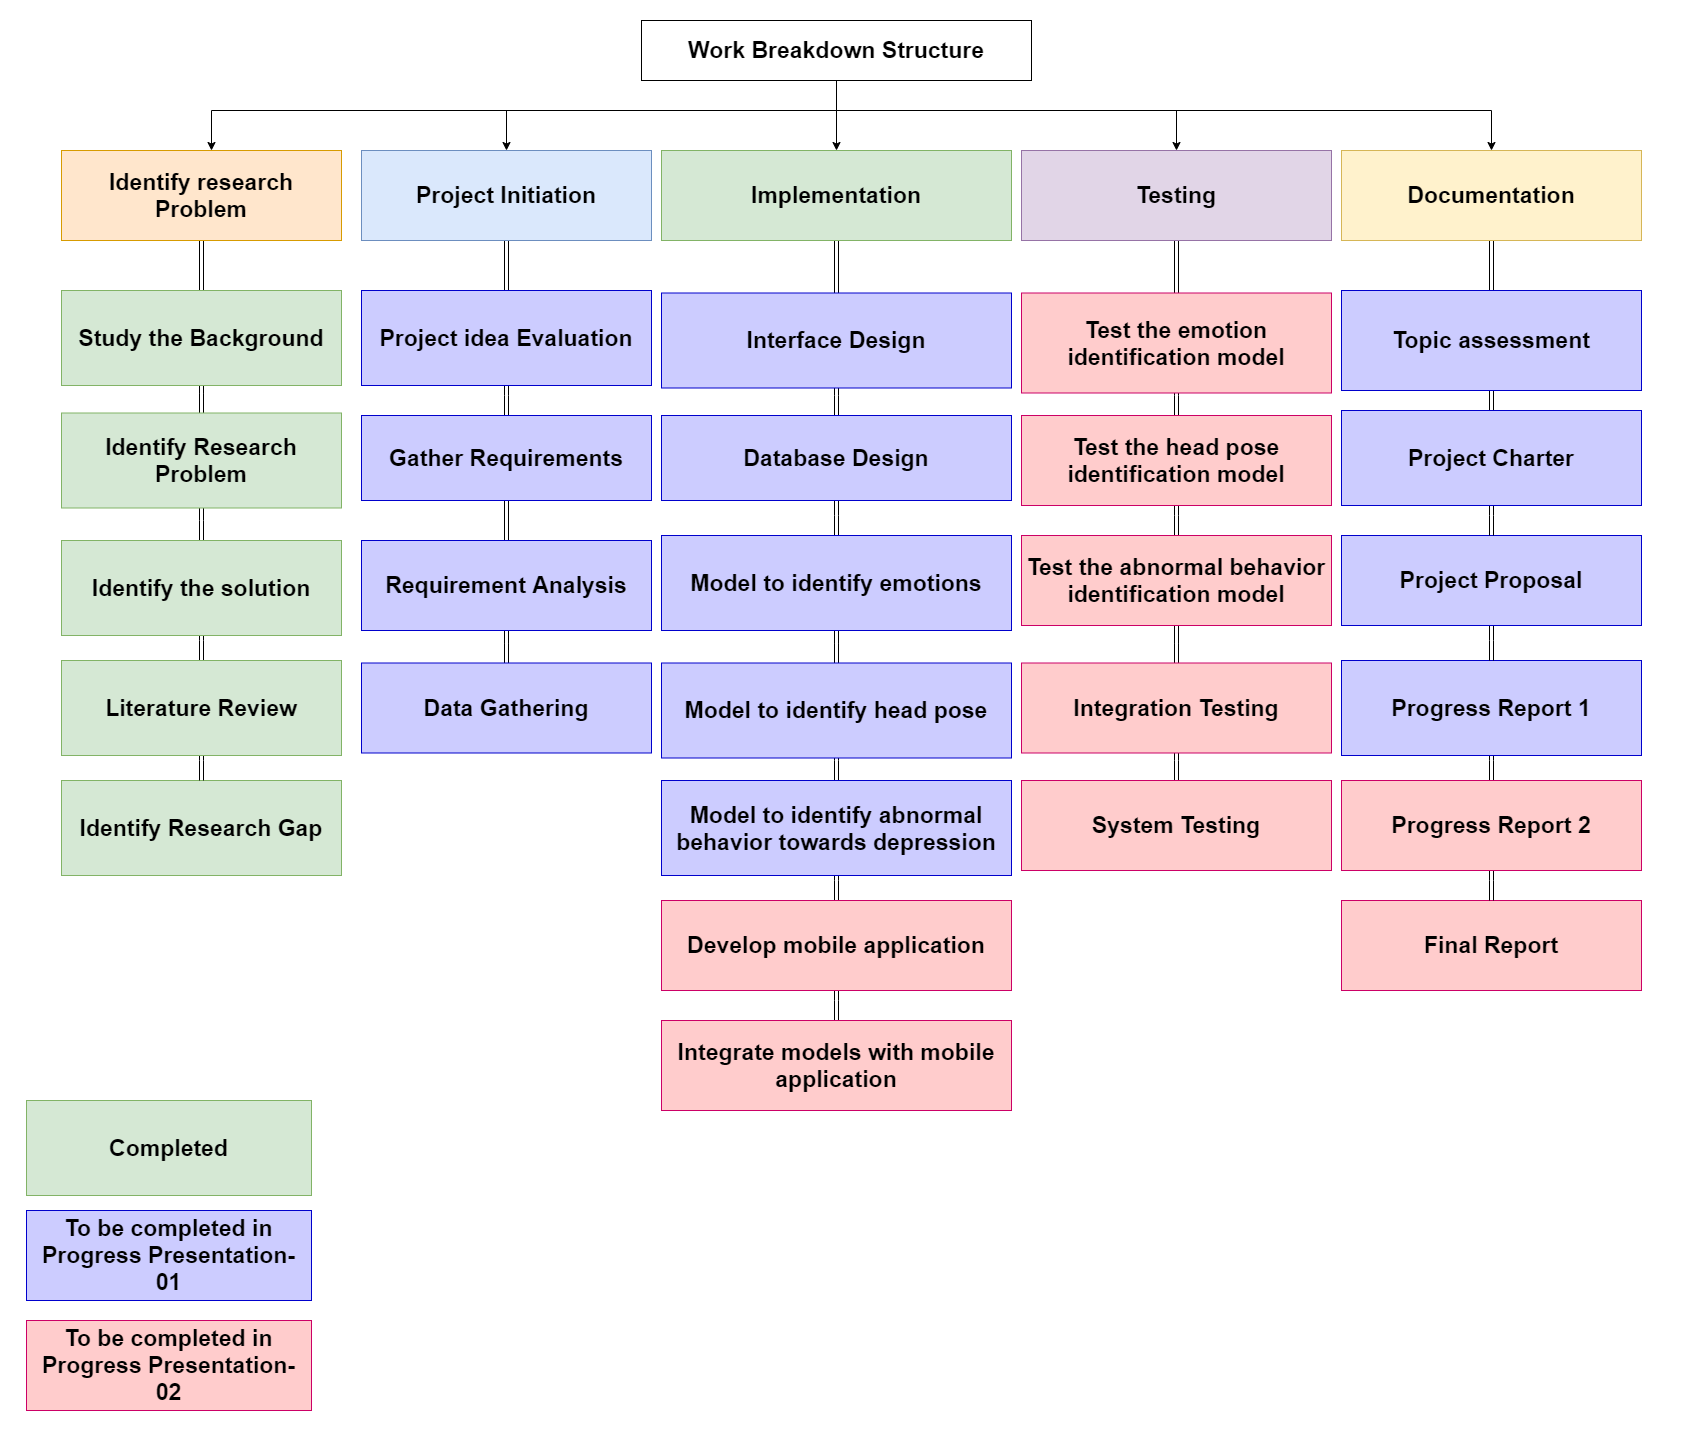 Work Breakdown Structure
Identify research
Problem
Project Initiation
Implementation
Testing
Documentation
Study the Background
Identify Research
Problem
Identify the solution
Literature Review
Identify Research Gap
Project idea Evaluation
Gather Requirements
Requirement Analysis
Data Gathering
Interface Design
Database Design
Model to identify emotions
Model to identify head pose
Model to identify abnormal
behavior towards depression
Develop mobile application
Integrate models with mobile
application
Test the emotion
identification model
Test the head pose
identification model
Test the abnormal behavior
identification model
Integration Testing
System Testing
Topic assessment
Project Charter
Project Proposal
Progress Report 1
Progress Report 2
Final Report
Completed
To be completed in
Progress Presentation-
01
To be completed in
Progress Presentation-
02